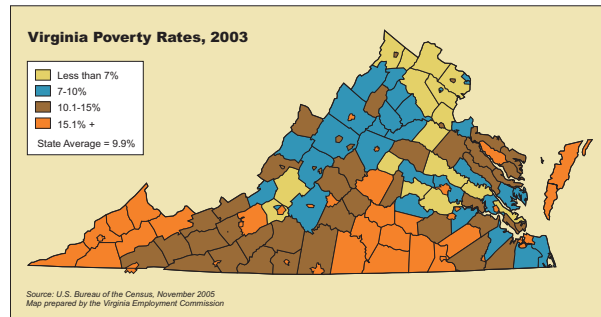 Virginia Poverty Rates, 2003
Less than 7%
7-10%
10.1-15%
15.1% +
State Average = 9.9%
Source: U.S. Bureau of the Census, November 2005
Map prepared by the Virginia Employment Commission